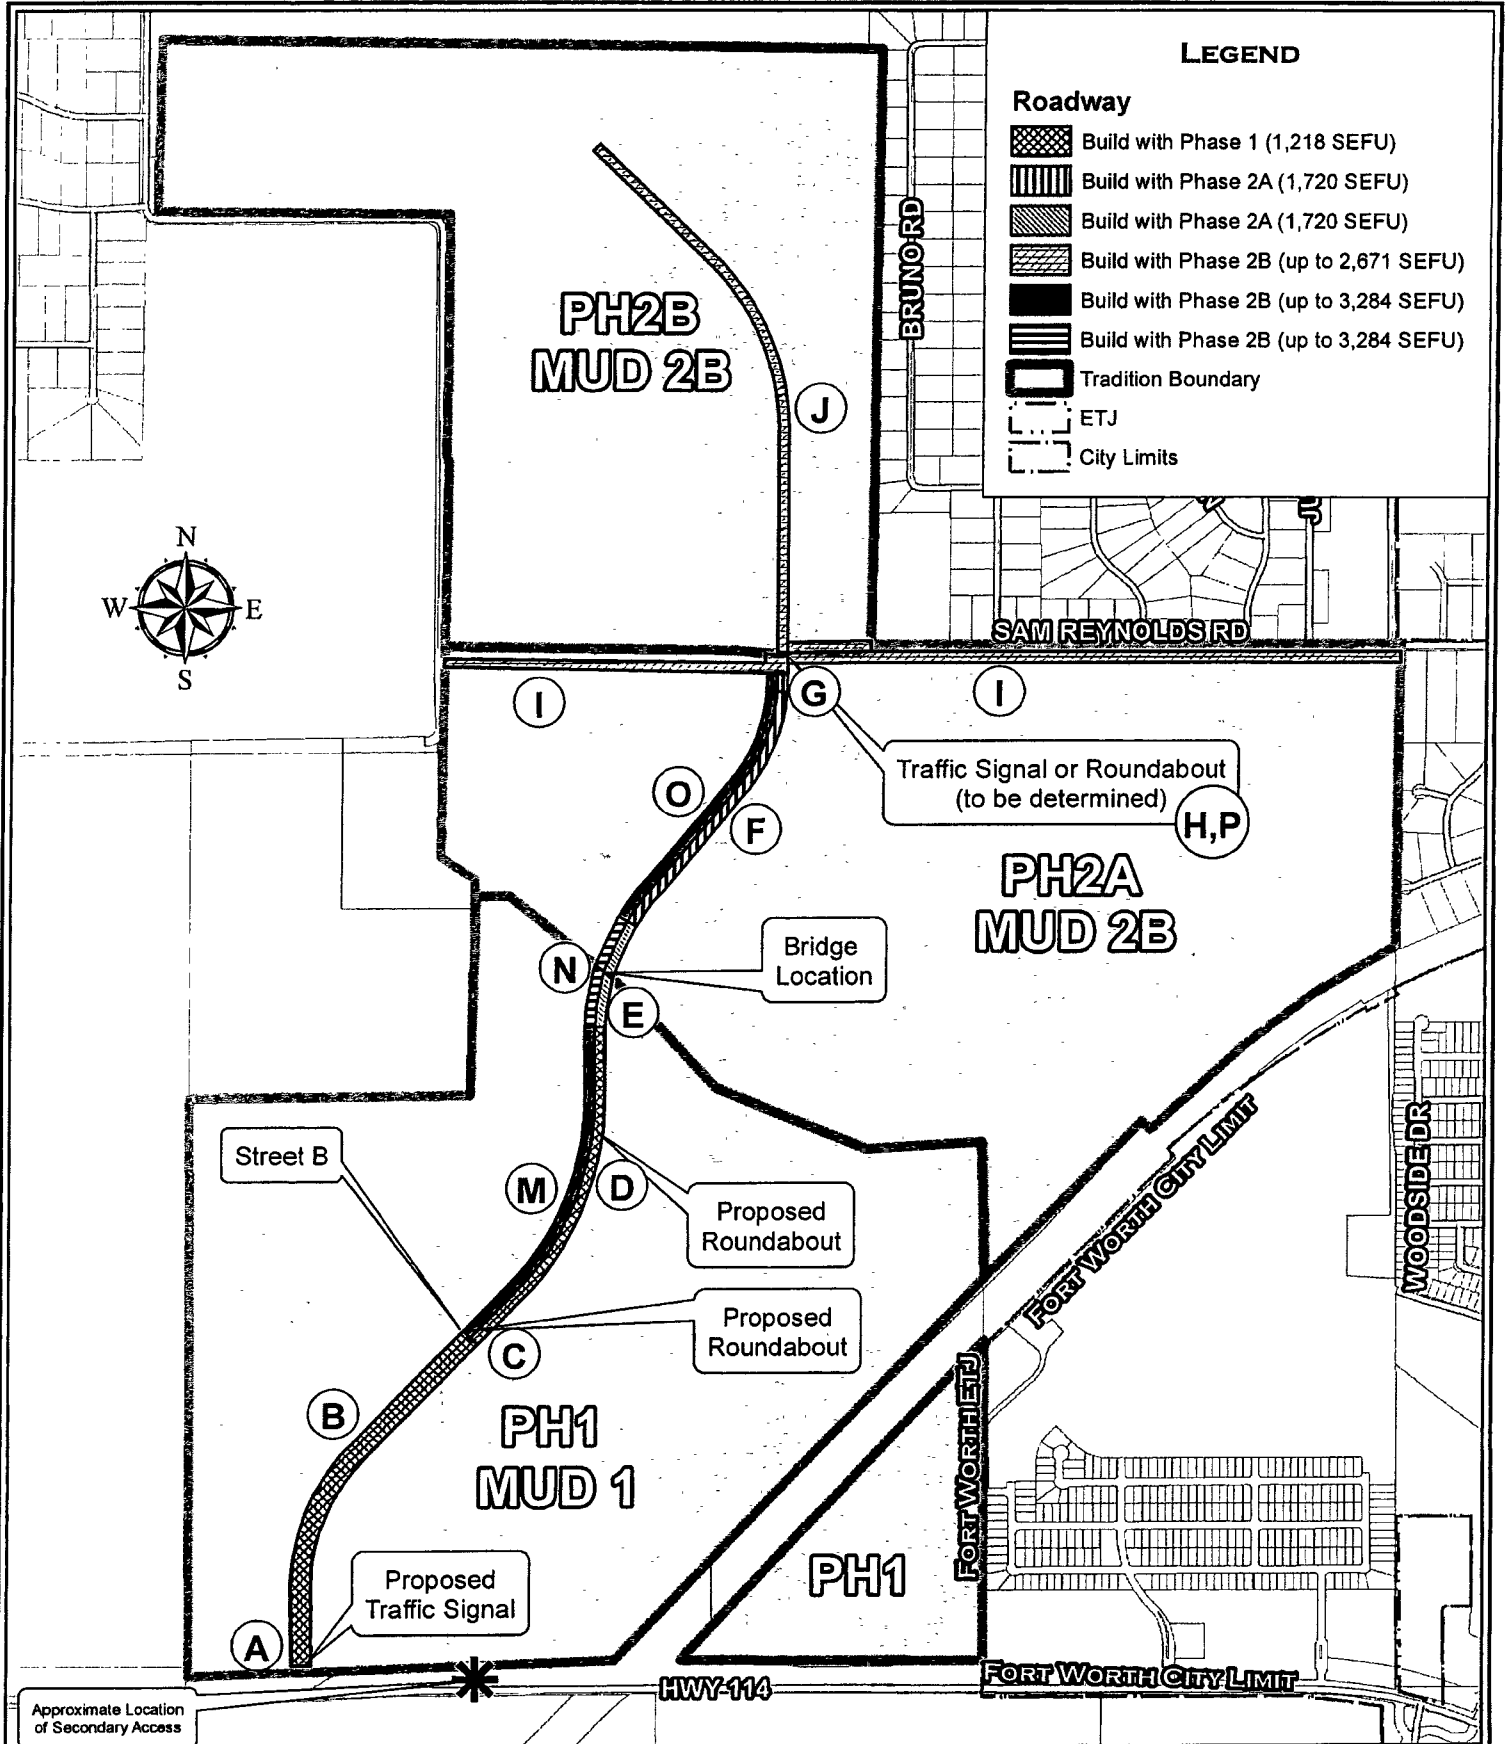 LEGEND
Roadway
Build with Phase 1 (1,218 SEFU)
Build with Phase 2A (1,720 SEFU)
Build with Phase 2A (1,720 SEFU)
Build with Phase 2B (up to 2,671 SEFU)
Build with Phase 2B (up to 3,284 SEFU)
Build with Phase 2B (up to 3,284 SEFU)
Tradition Boundary
ETJ
City Limits
BRUNO RD
PH2B
MUD 2B
J
N
W E
S
SAM REYNOLDS RD
I
G
I
Traffic Signal or Roundabout
(to be determined)
H,P
O
F
PH2A
MUD 2B
Bridge
Location
N
E
Street B
M
D
Proposed
Roundabout
Proposed
Roundabout
C
B
PH1
MUD 1
FORT WORTH CITY LIMIT
WOODSIDE DR
FORT WORTH ETJ
PH1
Proposed
Traffic Signal
A
HWY 114
FORT WORTH CITY LIMIT
Approximate Location
of Secondary Access